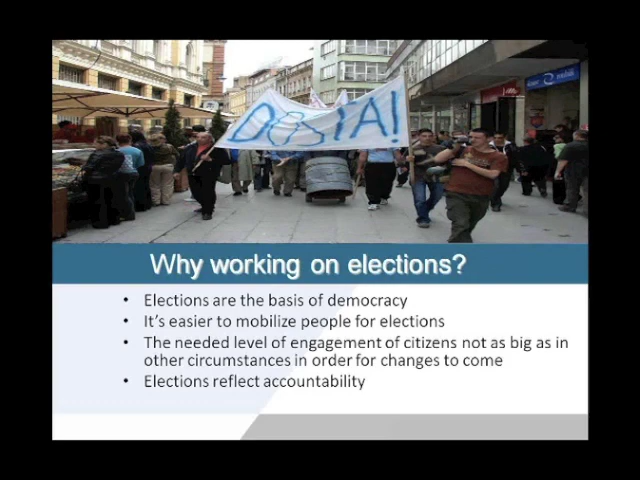 DOSTA!
Why working on elections?
• Elections are the basis of democracy
• It's easier to mobilize people for elections
• The needed level of engagement of citizens not as big as in
other circumstances in order for changes to come
• Elections reflect accountability